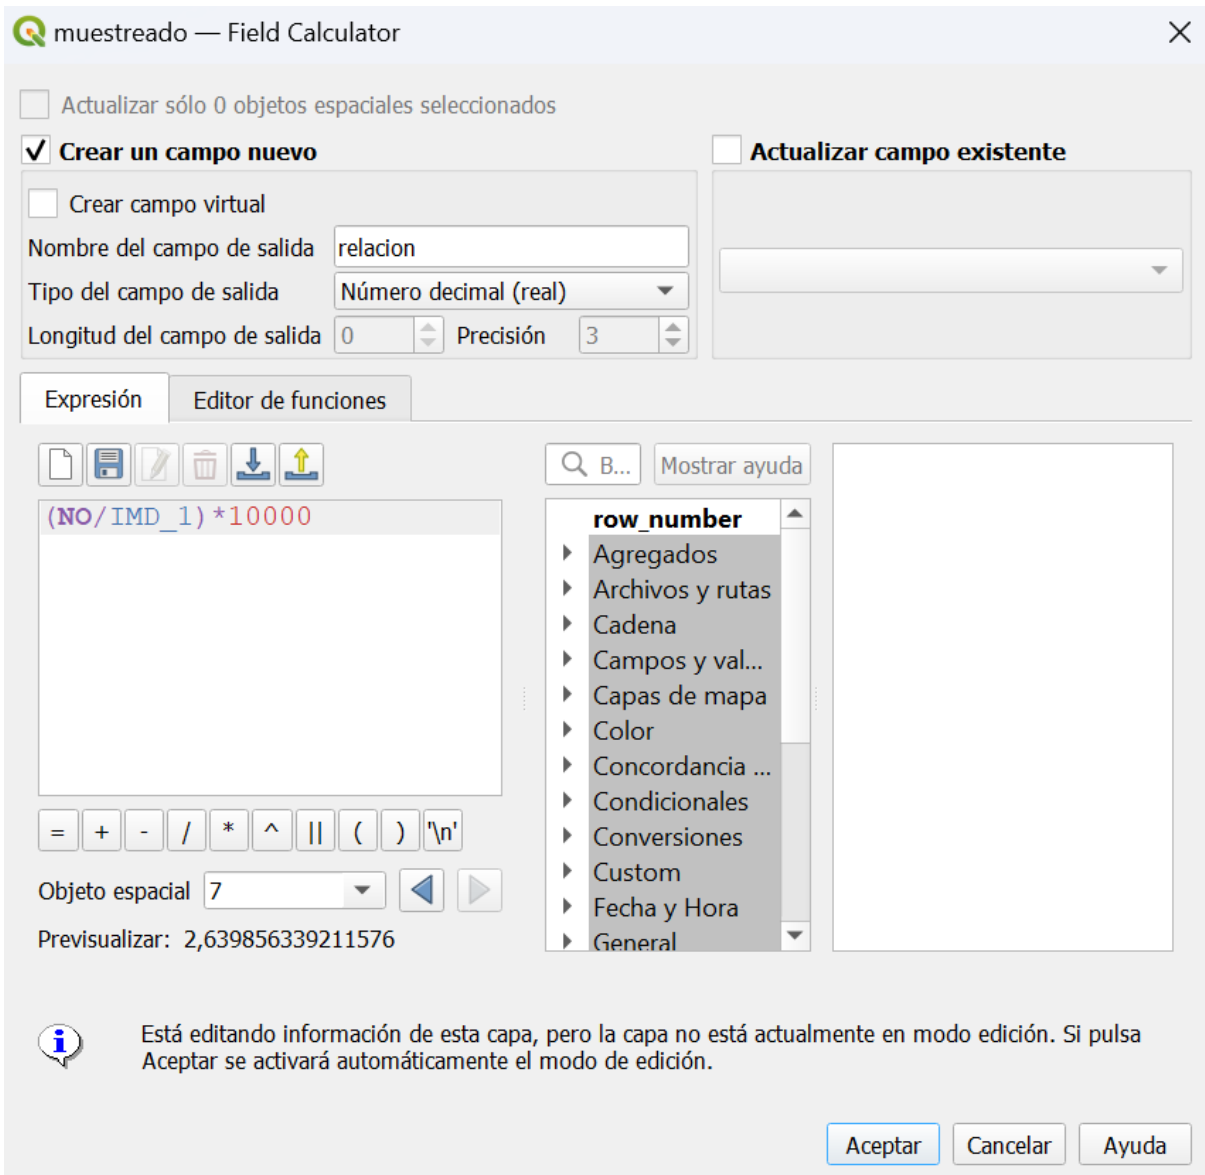 muestreado — Field Calculator
Actualizar sólo 0 objetos espaciales seleccionados
Crear un campo nuevo
Actualizar campo existente
Crear campo virtual
Nombre del campo de salida relacion
Tipo del campo de salida Número decimal (real)
Longitud del campo de salida 0 Precisión 3
Expresión Editor de funciones
B... Mostrar ayuda
(NO/IMD_1)*10000
row_number
Agregados
Archivos y rutas
Cadena
Campos y val...
Capas de mapa
Color
Concordancia ...
Condicionales
Conversiones
Custom
Fecha y Hora
General
= + - / * ^ || ( ) '\n'
Objeto espacial 7
Previsualizar: 2,639856339211576
Está editando información de esta capa, pero la capa no está actualmente en modo edición. Si pulsa
Aceptar se activará automáticamente el modo de edición.
Aceptar Cancelar Ayuda